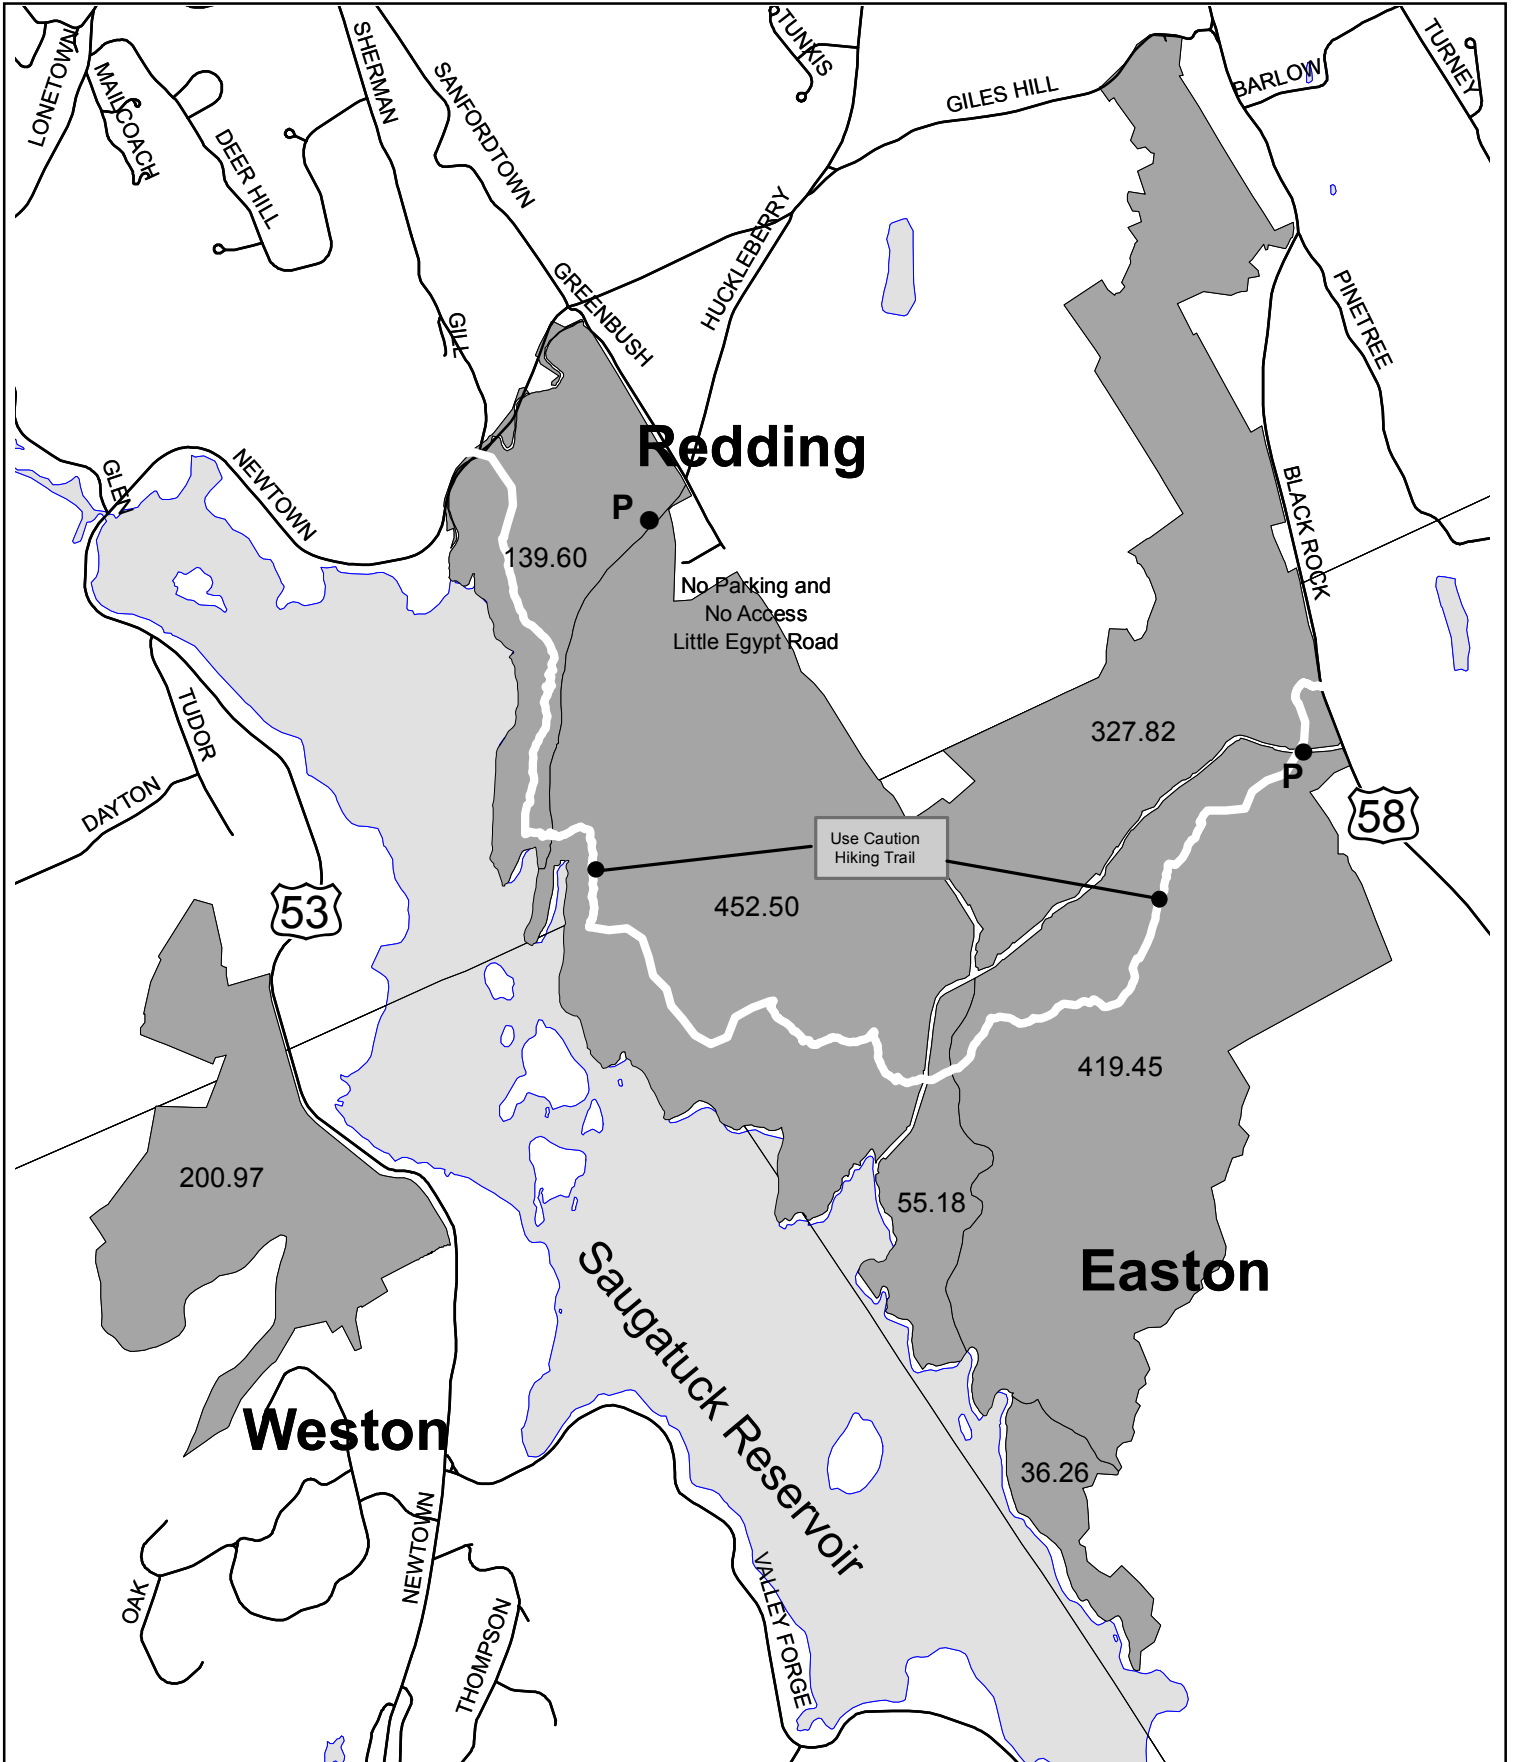 LONETOWN
MAILCOACH
DEER HILL
SHERMAN
SANFORDTOWN
STUNKIS
GILES HILL
BARLOW
TURNEY
HUCKLEBERRY
GREENBUSH
GILL
PINETREE
Redding
GLEN
NEWTOWN
P
139.60
BLACK ROCK
No Parking and
No Access
Little Egypt Road
TUDOR
327.82
P
DAYTON
58
Use Caution
Hiking Trail
53
452.50
419.45
200.97
55.18
Easton
Saugatuck Reservoir
Weston
36.26
NEWTOWN
OAK
VALLEY FORGE
THOMPSON